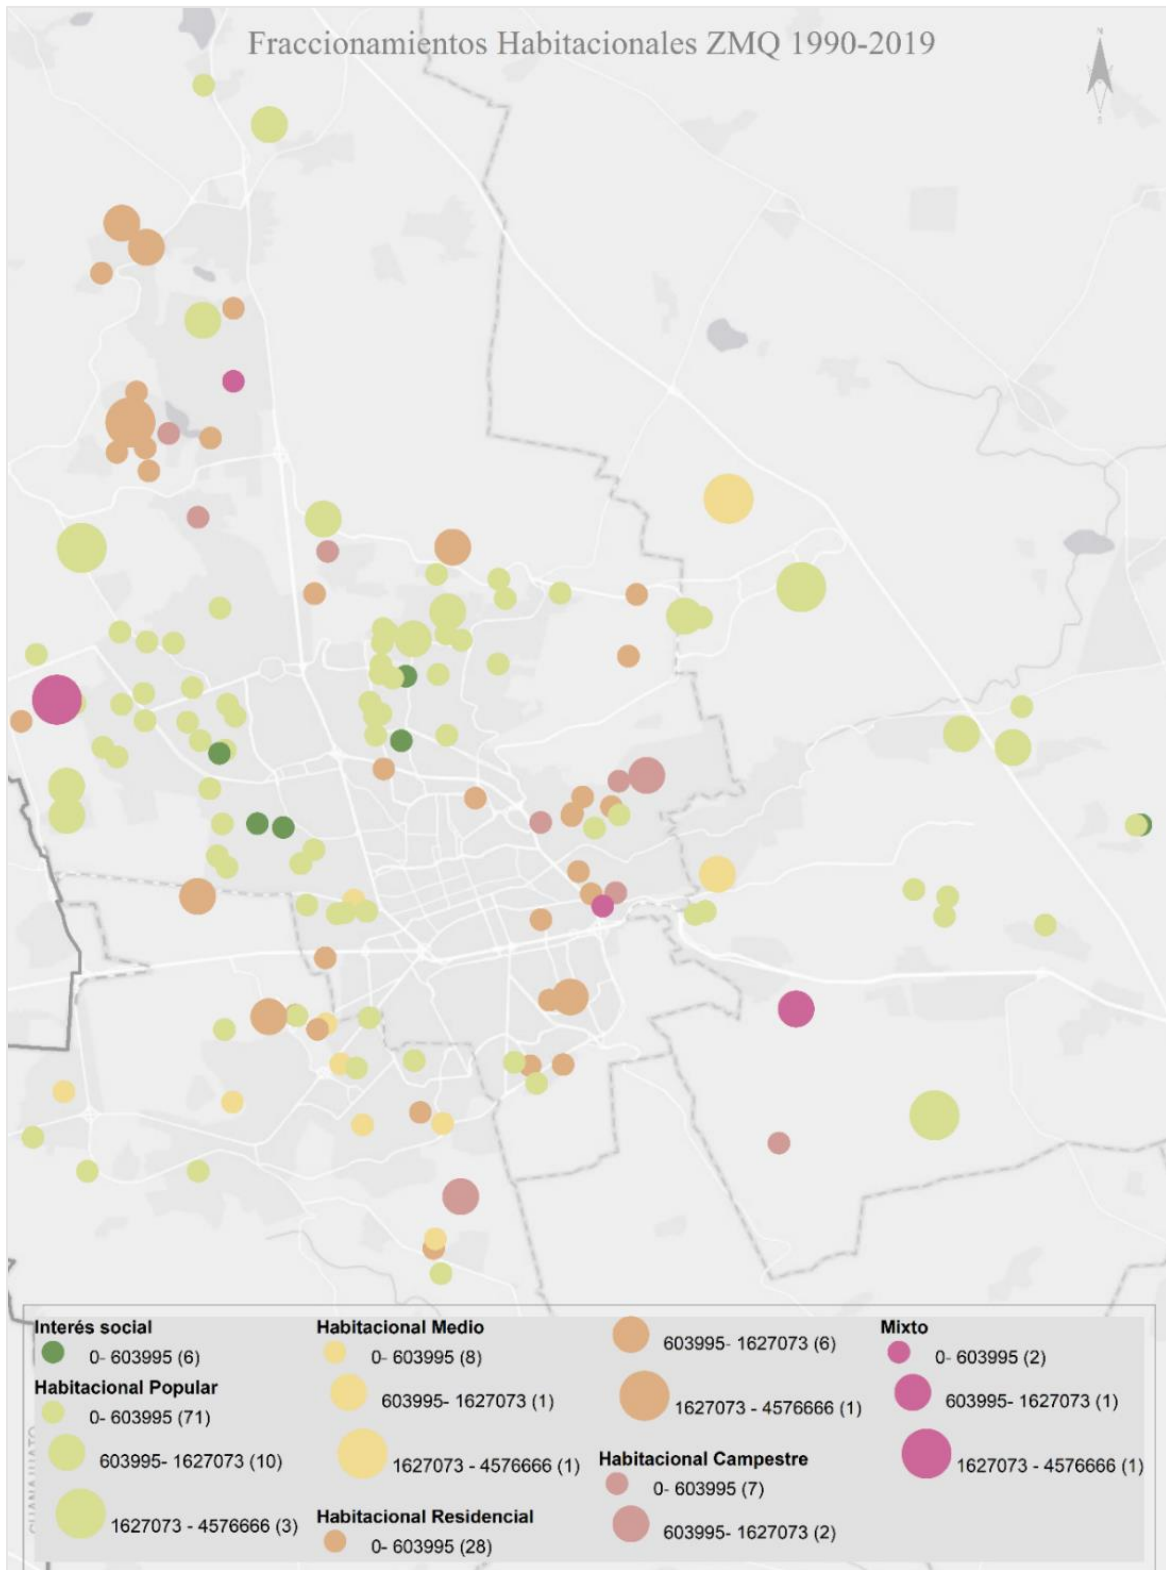 Fraccionamientos Habitacionales ZMQ 1990-2019
N
S
Interés social
0- 603995 (6)
Habitacional Popular
0- 603995 (71)
603995- 1627073 (10)
1627073 - 4576666 (3)
Habitacional Medio
0- 603995 (8)
603995- 1627073 (1)
1627073 - 4576666 (1)
Habitacional Residencial
0- 603995 (28)
603995- 1627073 (6)
1627073 - 4576666 (1)
Habitacional Campestre
0- 603995 (7)
603995- 1627073 (2)
Mixto
0- 603995 (2)
603995- 1627073 (1)
1627073 - 4576666 (1)